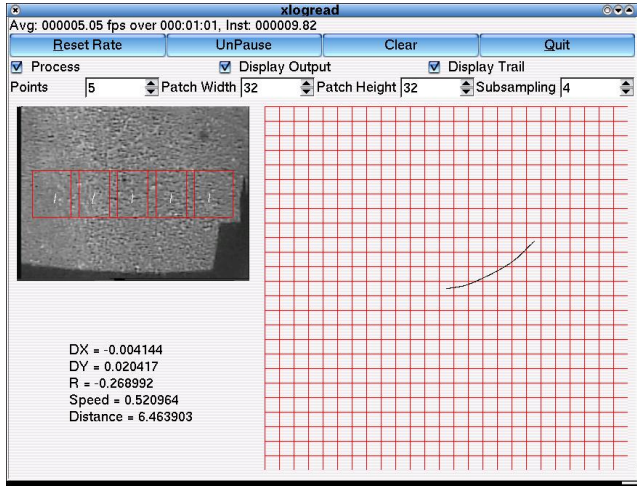 xlogread
Avg: 000005.05 fps over 000:01:01, Inst: 000009.82
Reset Rate UnPause Clear Quit
Process Display Output Display Trail
Points 5 Patch Width 32 Patch Height 32 Subsampling 4
DX = -0.004144
DY = 0.020417
R = -0.268992
Speed = 0.520964
Distance = 6.463903